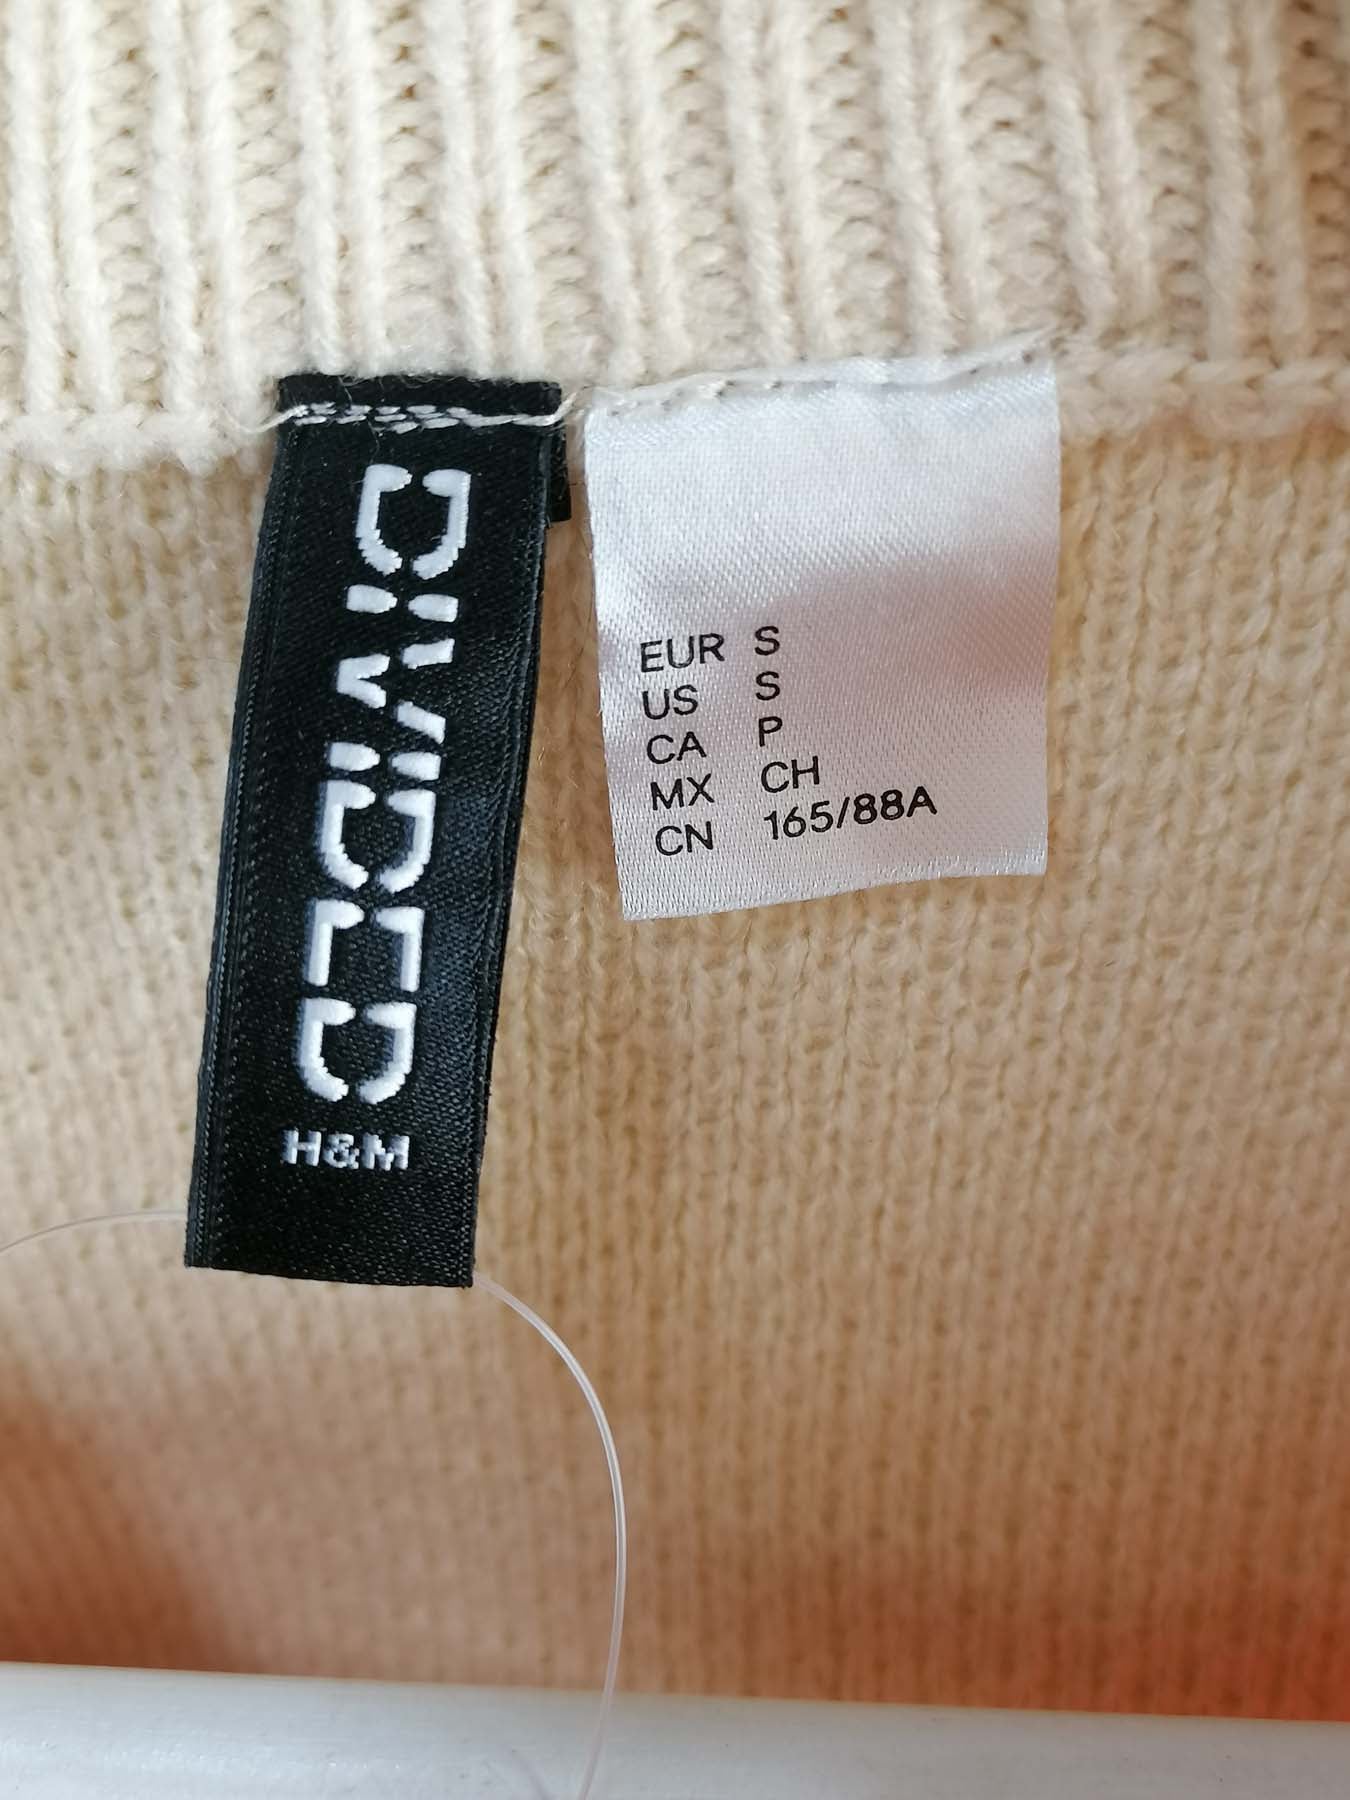 DIVIDED
H&M
EUR S
US S
CA P
MX CH
CN 165/88A